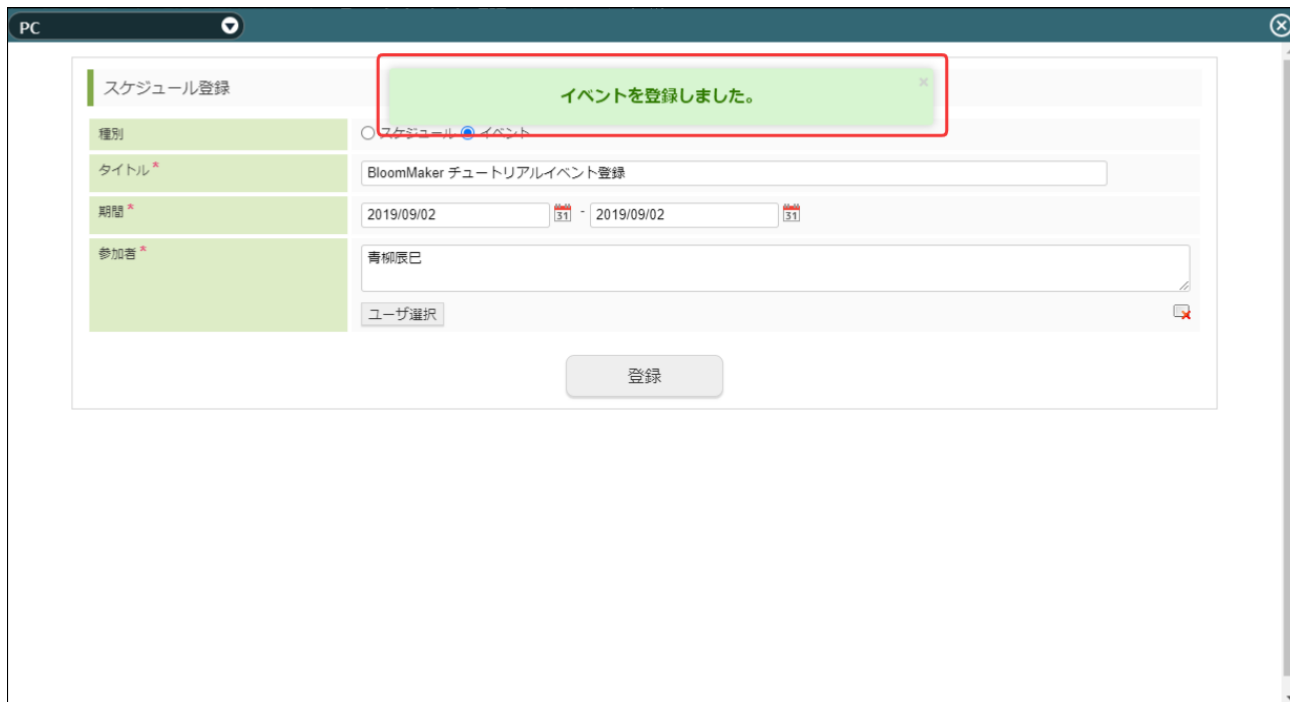 PC
イベントを登録しました。 ×
スケジュール登録
種別 スケジュール イベント
タイトル* BloomMaker チュートリアルイベント登録
期間* 2019/09/02 31 - 2019/09/02 31
参加者* 青柳辰巳
ユーザ選択
登録